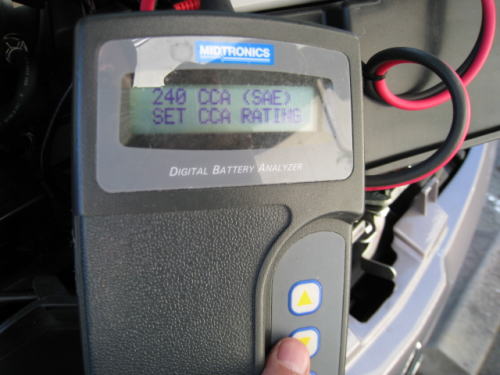 MIDTRONICS
240 CCA (SAE)
SET CCA RATING
DIGITAL BATTERY ANALYZER